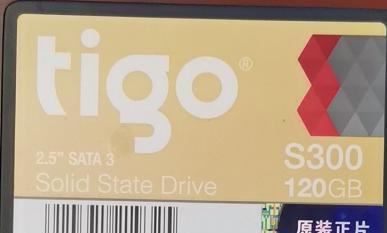 tigo®
2.5" SATA 3
Solid State Drive
S300
120GB
原装正片